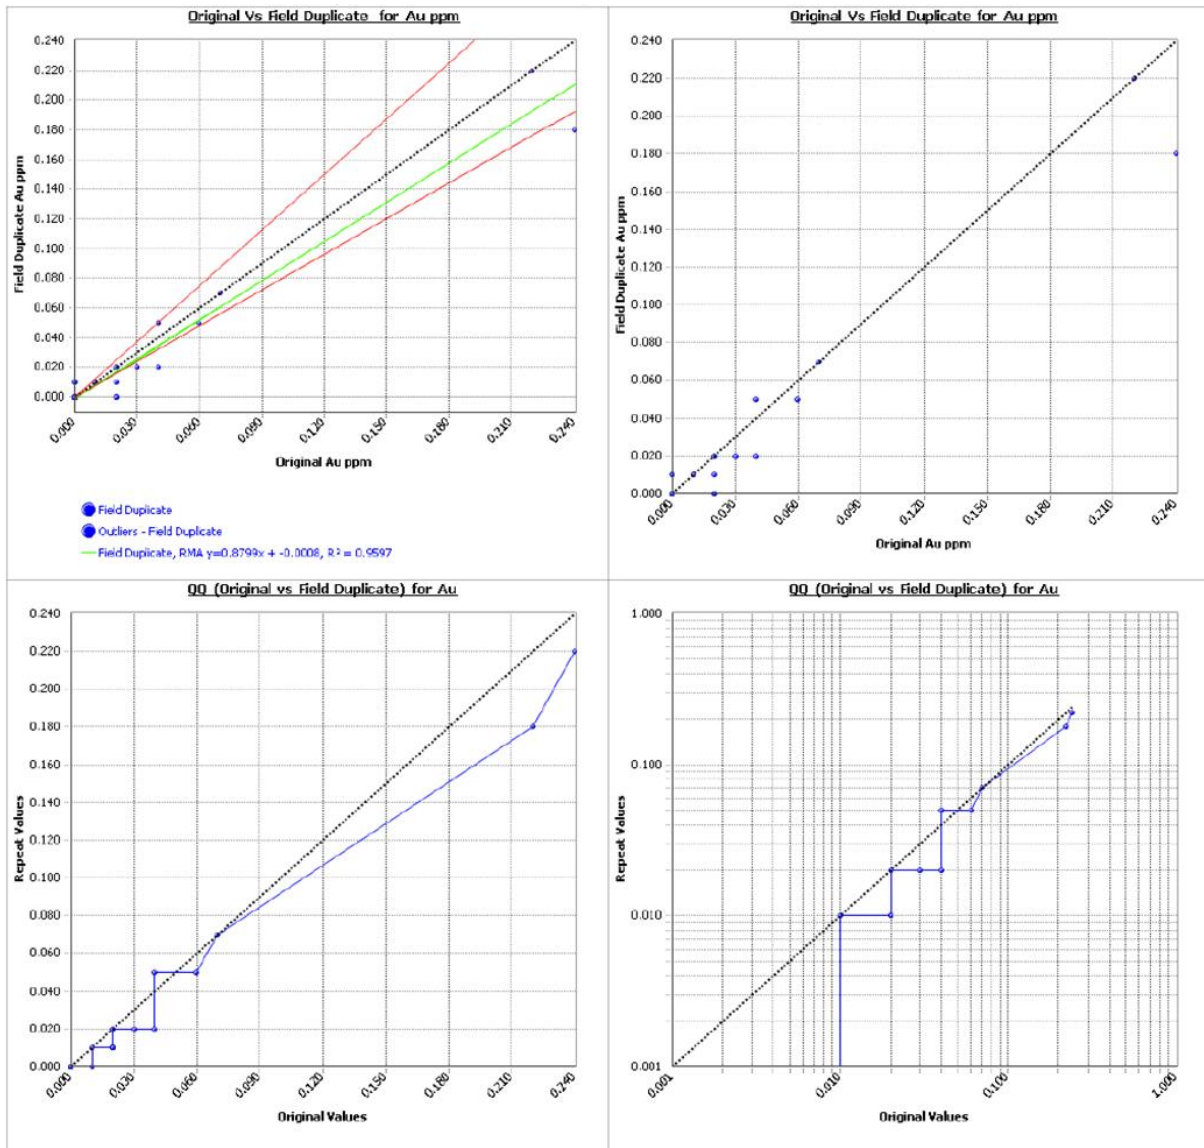 Original Vs Field Duplicate for Au ppm
0.240
0.220
0.200
0.180
0.160
0.140
0.120
0.100
0.080
0.060
0.040
0.020
0.000
Field Duplicate Au ppm
0.000 0.030 0.060 0.090 0.120 0.150 0.180 0.210 0.240
Original Au ppm
Field Duplicate
Outliers - Field Duplicate
Field Duplicate, RMA y=0.8799x + -0.0008, R² = 0.9597
Original Vs Field Duplicate for Au ppm
0.240
0.220
0.200
0.180
0.160
0.140
0.120
0.100
0.080
0.060
0.040
0.020
0.000
Field Duplicate Au ppm
0.000 0.030 0.060 0.090 0.120 0.150 0.180 0.210 0.240
Original Au ppm
QQ (Original vs Field Duplicate) for Au
0.240
0.220
0.200
0.180
0.160
0.140
0.120
0.100
0.080
0.060
0.040
0.020
0.000
Repeat Values
0.000 0.030 0.060 0.090 0.120 0.150 0.180 0.210 0.240
Original Values
QQ (Original vs Field Duplicate) for Au
1.000
0.100
0.010
0.001
Repeat Values
0.001 0.010 0.100 1.000
Original Values